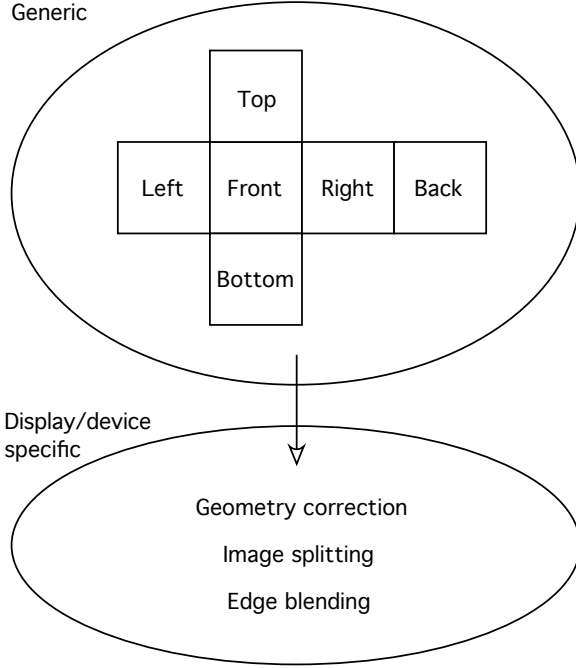 Generic
Top
Left Front Right Back
Bottom
Display/device
specific
Geometry correction
Image splitting
Edge blending